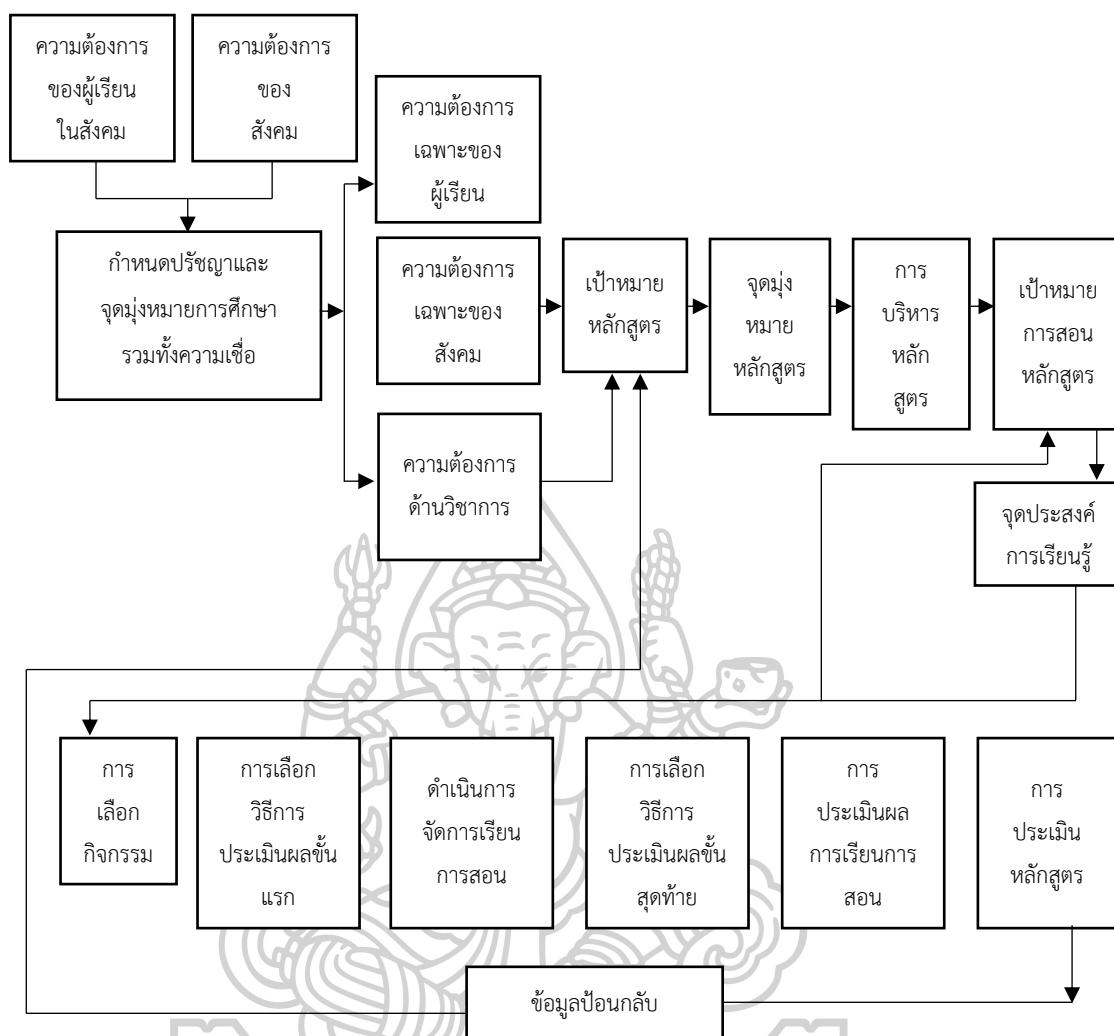 ความต้องการ
ของผู้เรียน
ในสังคม
ความต้องการ
ของ
สังคม
ความต้องการ
เฉพาะของ
ผู้เรียน
กำหนดปรัชญาและ
จุดมุ่งหมายการศึกษา
รวมทั้งความเชื่อ
ความต้องการ
เฉพาะของ
สังคม
เป้าหมาย
หลักสูตร
จุดมุ่ง
หมาย
หลักสูตร
การ
บริหาร
หลัก
สูตร
เป้าหมาย
การสอน
หลักสูตร
ความต้องการ
ด้านวิชาการ
จุดประสงค์
การเรียนรู้
การ
เลือก
กิจกรรม
การเลือก
วิธีการ
ประเมินผลขั้น
แรก
ดำเนินการ
จัดการเรียน
การสอน
การเลือก
วิธีการ
ประเมินผลขั้น
สุดท้าย
การ
ประเมินผล
การเรียนการ
สอน
การ
ประเมิน
หลักสูตร
ข้อมูลป้อนกลับ